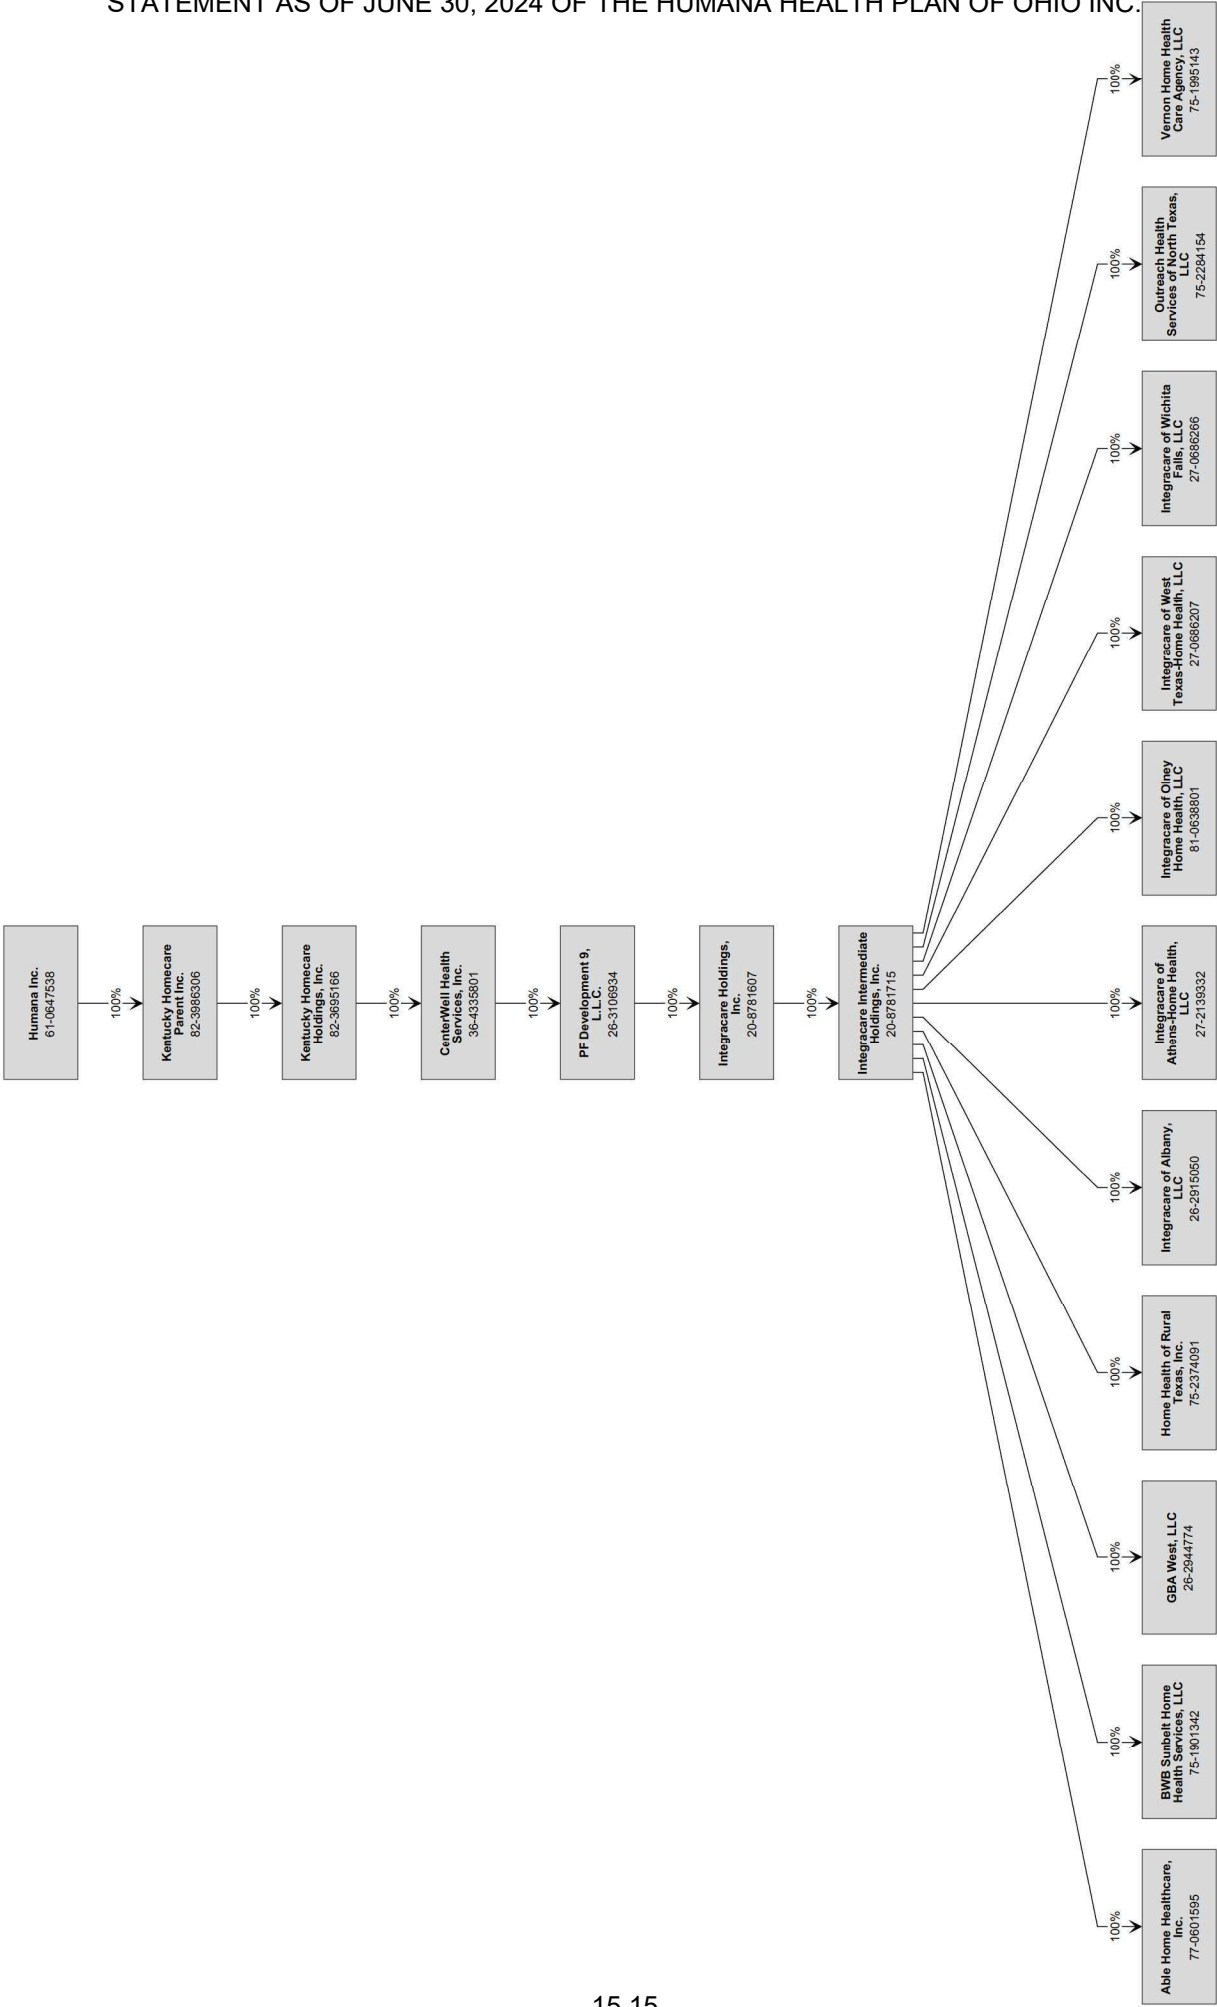 STATEMENT AS OF JUNE 30, 2024 OF THE HUMANA HEALTH PLAN OF OHIO INC.
Humana Inc.
61-0647538
100%
Kentucky Homecare
Parent Inc.
82-3986306
100%
Kentucky Homecare
Holdings, Inc.
82-3695166
100%
CenterWell Health
Services, Inc.
36-4335801
100%
PF Development 9,
L.L.C.
26-3106934
100%
Integracare Holdings,
Inc.
20-8781607
100%
Integracare Intermediate
Holdings, Inc.
20-8781715
100%
Able Home Healthcare,
Inc.
77-0601595
100%
BWB Sunbelt Home
Health Services, LLC
75-1901342
100%
GBA West, LLC
26-2944774
100%
Home Health of Rural
Texas, Inc.
75-2374091
100%
Integracare of Albany,
LLC
26-2915050
100%
Integracare of
Athens-Home Health,
LLC
27-2139332
100%
Integracare of Olney
Home Health, LLC
81-0638801
100%
Integracare of West
Texas-Home Health, LLC
27-0686207
100%
Integracare of Wichita
Falls, LLC
27-0686266
100%
Outreach Health
Services of North Texas,
LLC
75-2284154
100%
Vernon Home Health
Care Agency, LLC
75-1995143
15.15